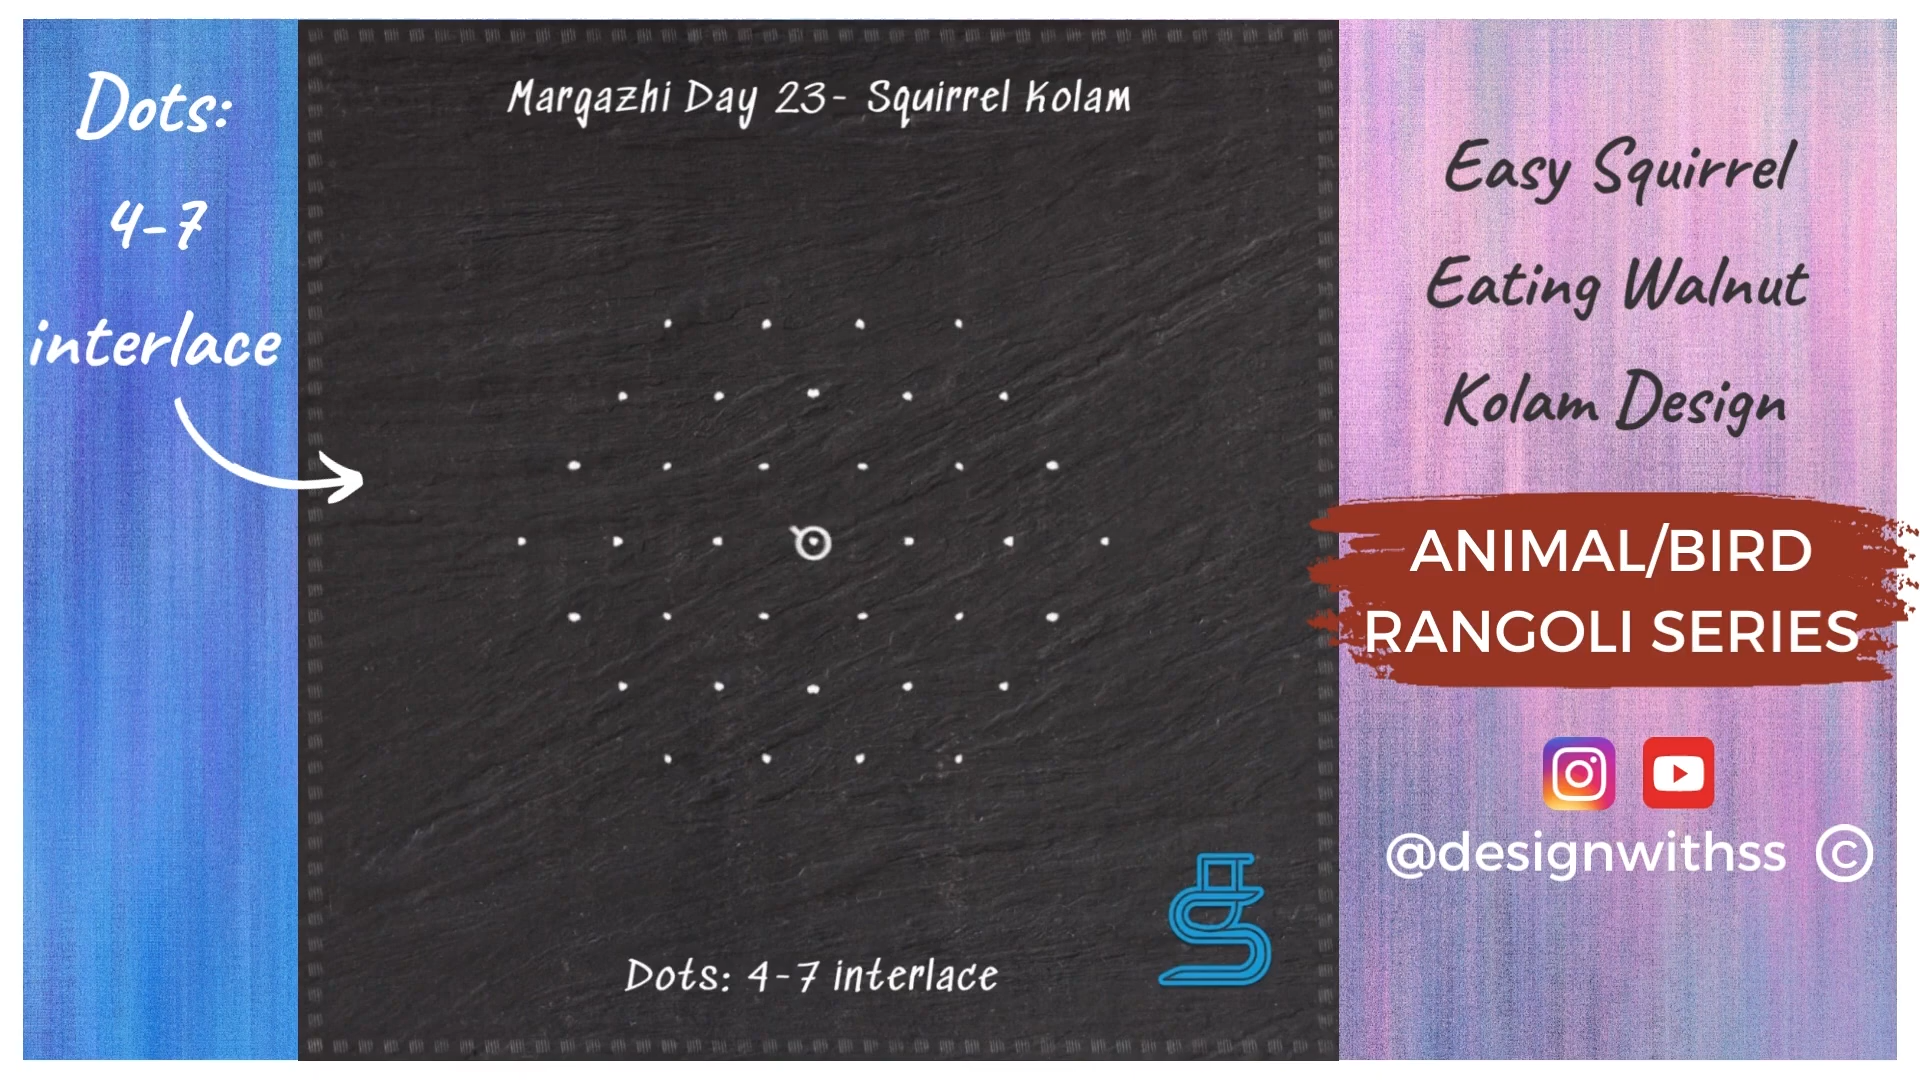 Dots:
4-7
interlace
Margazhi Day 23- Squirrel Kolam
Dots: 4-7 interlace
Easy Squirrel
Eating Walnut
Kolam Design
ANIMAL/BIRD
RANGOLI SERIES
@designwithss ©